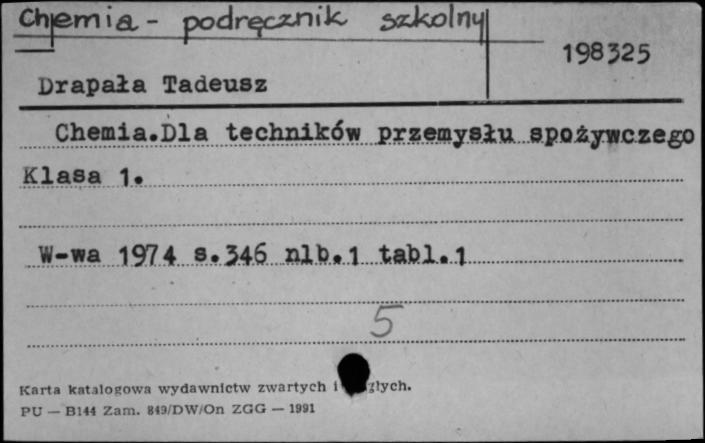 Chemia - podręcznik szkolny
198325
Drapała Tadeusz
Chemia.Dla techników przemysłu spożywczego
Klasa 1.
W-wa 1974 s.346 nlb.1 tabl.1
5
Karta katalogowa wydawnictw zwartych i
PU — B144 Zam. 849/DW/On ZGG — 1991